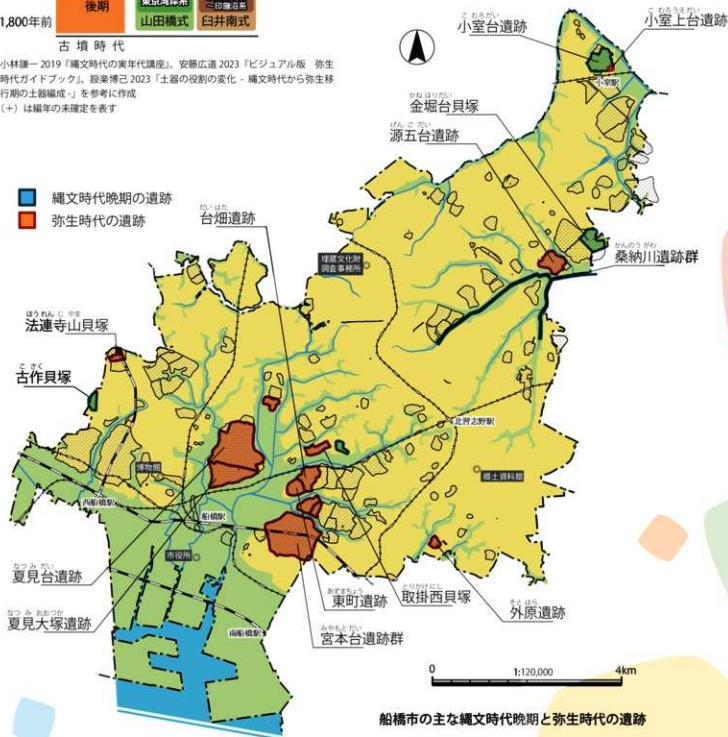 1,800年前
後期
東京湾岸系
山田橋式
～印旛沼系
臼井南式
古墳時代
小林謙一 2019『縄文時代の実年代講座』、安藤広道 2023『ビジュアル版　弥生
時代ガイドブック』、設楽博己 2023「土器の役割の変化 - 縄文時代から弥生移
行期の土器編成 -」を参考に作成
（+）は編年の未確定を表す
縄文時代晩期の遺跡
弥生時代の遺跡
こ むろだい
小室台遺跡
こ むろうえだい
小室上台遺跡
小室駅
かね ほりだい
金堀台貝塚
げん ご だい
源五台遺跡
かんのう がわ
桑納川遺跡群
だい はた
台畑遺跡
埋蔵文化財
調査事務所
ほうれん じ やま
法連寺山貝塚
こ さく
古作貝塚
北習志野駅
博物館
郷土資料館
西船橋駅
船橋駅
市役所
なつ み だい
夏見台遺跡
なつ み おおつか
夏見大塚遺跡
南船橋駅
あずまちょう
東町遺跡
とりかけにし
取掛西貝塚
みやもとだい
宮本台遺跡群
そと はら
外原遺跡
0
1:120,000
4km
船橋市の主な縄文時代晩期と弥生時代の遺跡